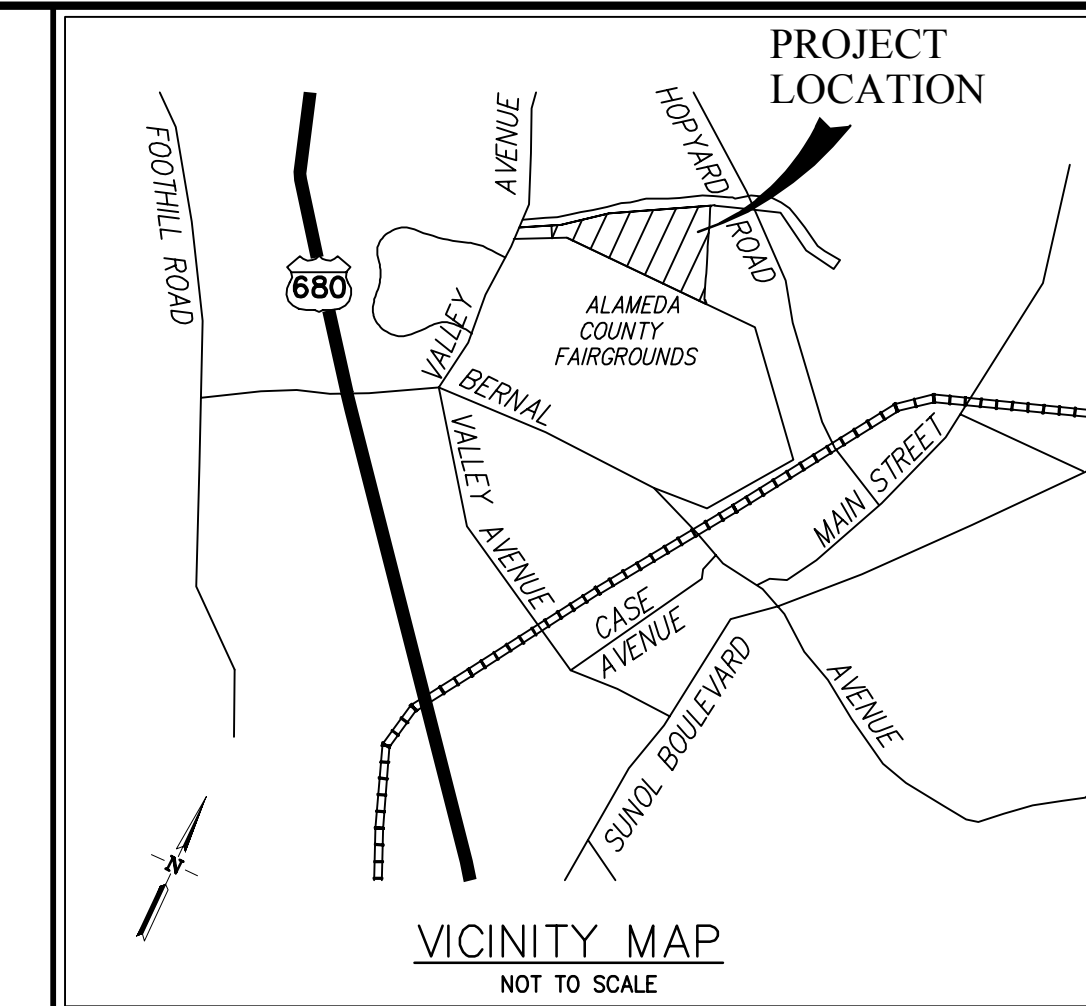 PROJECT
LOCATION
FOOTHILL ROAD
AVENUE
HOPYARD
ROAD
680
ALAMEDA
COUNTY
FAIRGROUNDS
VALLEY
BERNAL
VALLEY AVENUE
MAIN STREET
CASE
AVENUE
SUNOL BOULEVARD
AVENUE
N
VICINITY MAP
NOT TO SCALE